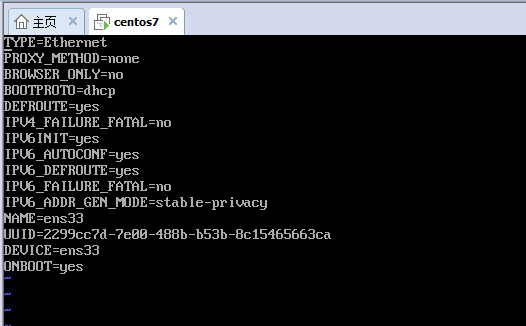 主页
centos7
TYPE=Ethernet
PROXY_METHOD=none
BROWSER_ONLY=no
BOOTPROTO=dhcp
DEFROUTE=yes
IPV4_FAILURE_FATAL=no
IPV6INIT=yes
IPV6_AUTOCONF=yes
IPV6_DEFROUTE=yes
IPV6_FAILURE_FATAL=no
IPV6_ADDR_GEN_MODE=stable-privacy
NAME=ens33
UUID=2299cc7d-7e00-488b-b53b-8c15465663ca
DEVICE=ens33
ONBOOT=yes
~
~
~
~